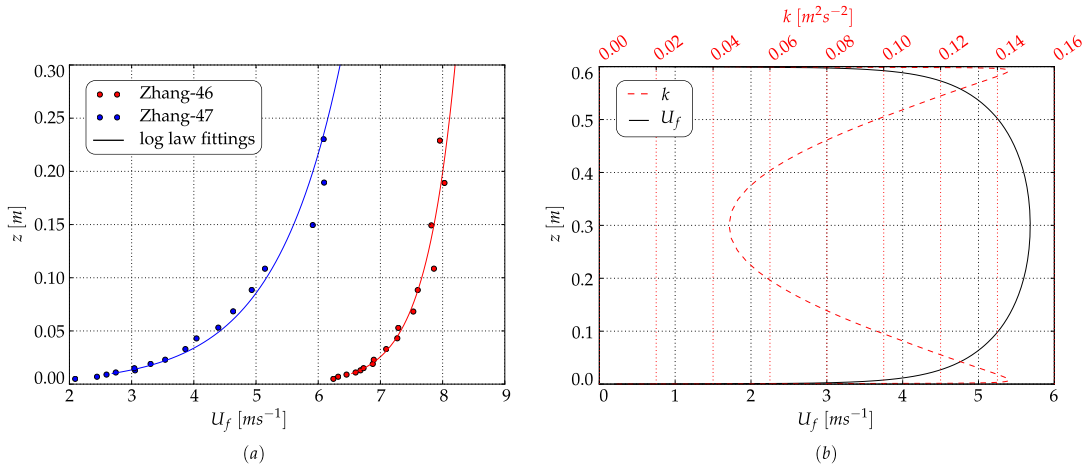 0.30
0.25
0.20
0.15
0.10
0.05
0.00
z [m]
Zhang-46
Zhang-47
log law fittings
2 3 4 5 6 7 8 9
U_f [ms⁻¹]
(a)
k [m²s⁻²]
0.00 0.02 0.04 0.06 0.08 0.10 0.12 0.14 0.16
0.6
0.5
0.4
0.3
0.2
0.1
0.0
z [m]
k
U_f
0 1 2 3 4 5 6
U_f [ms⁻¹]
(b)